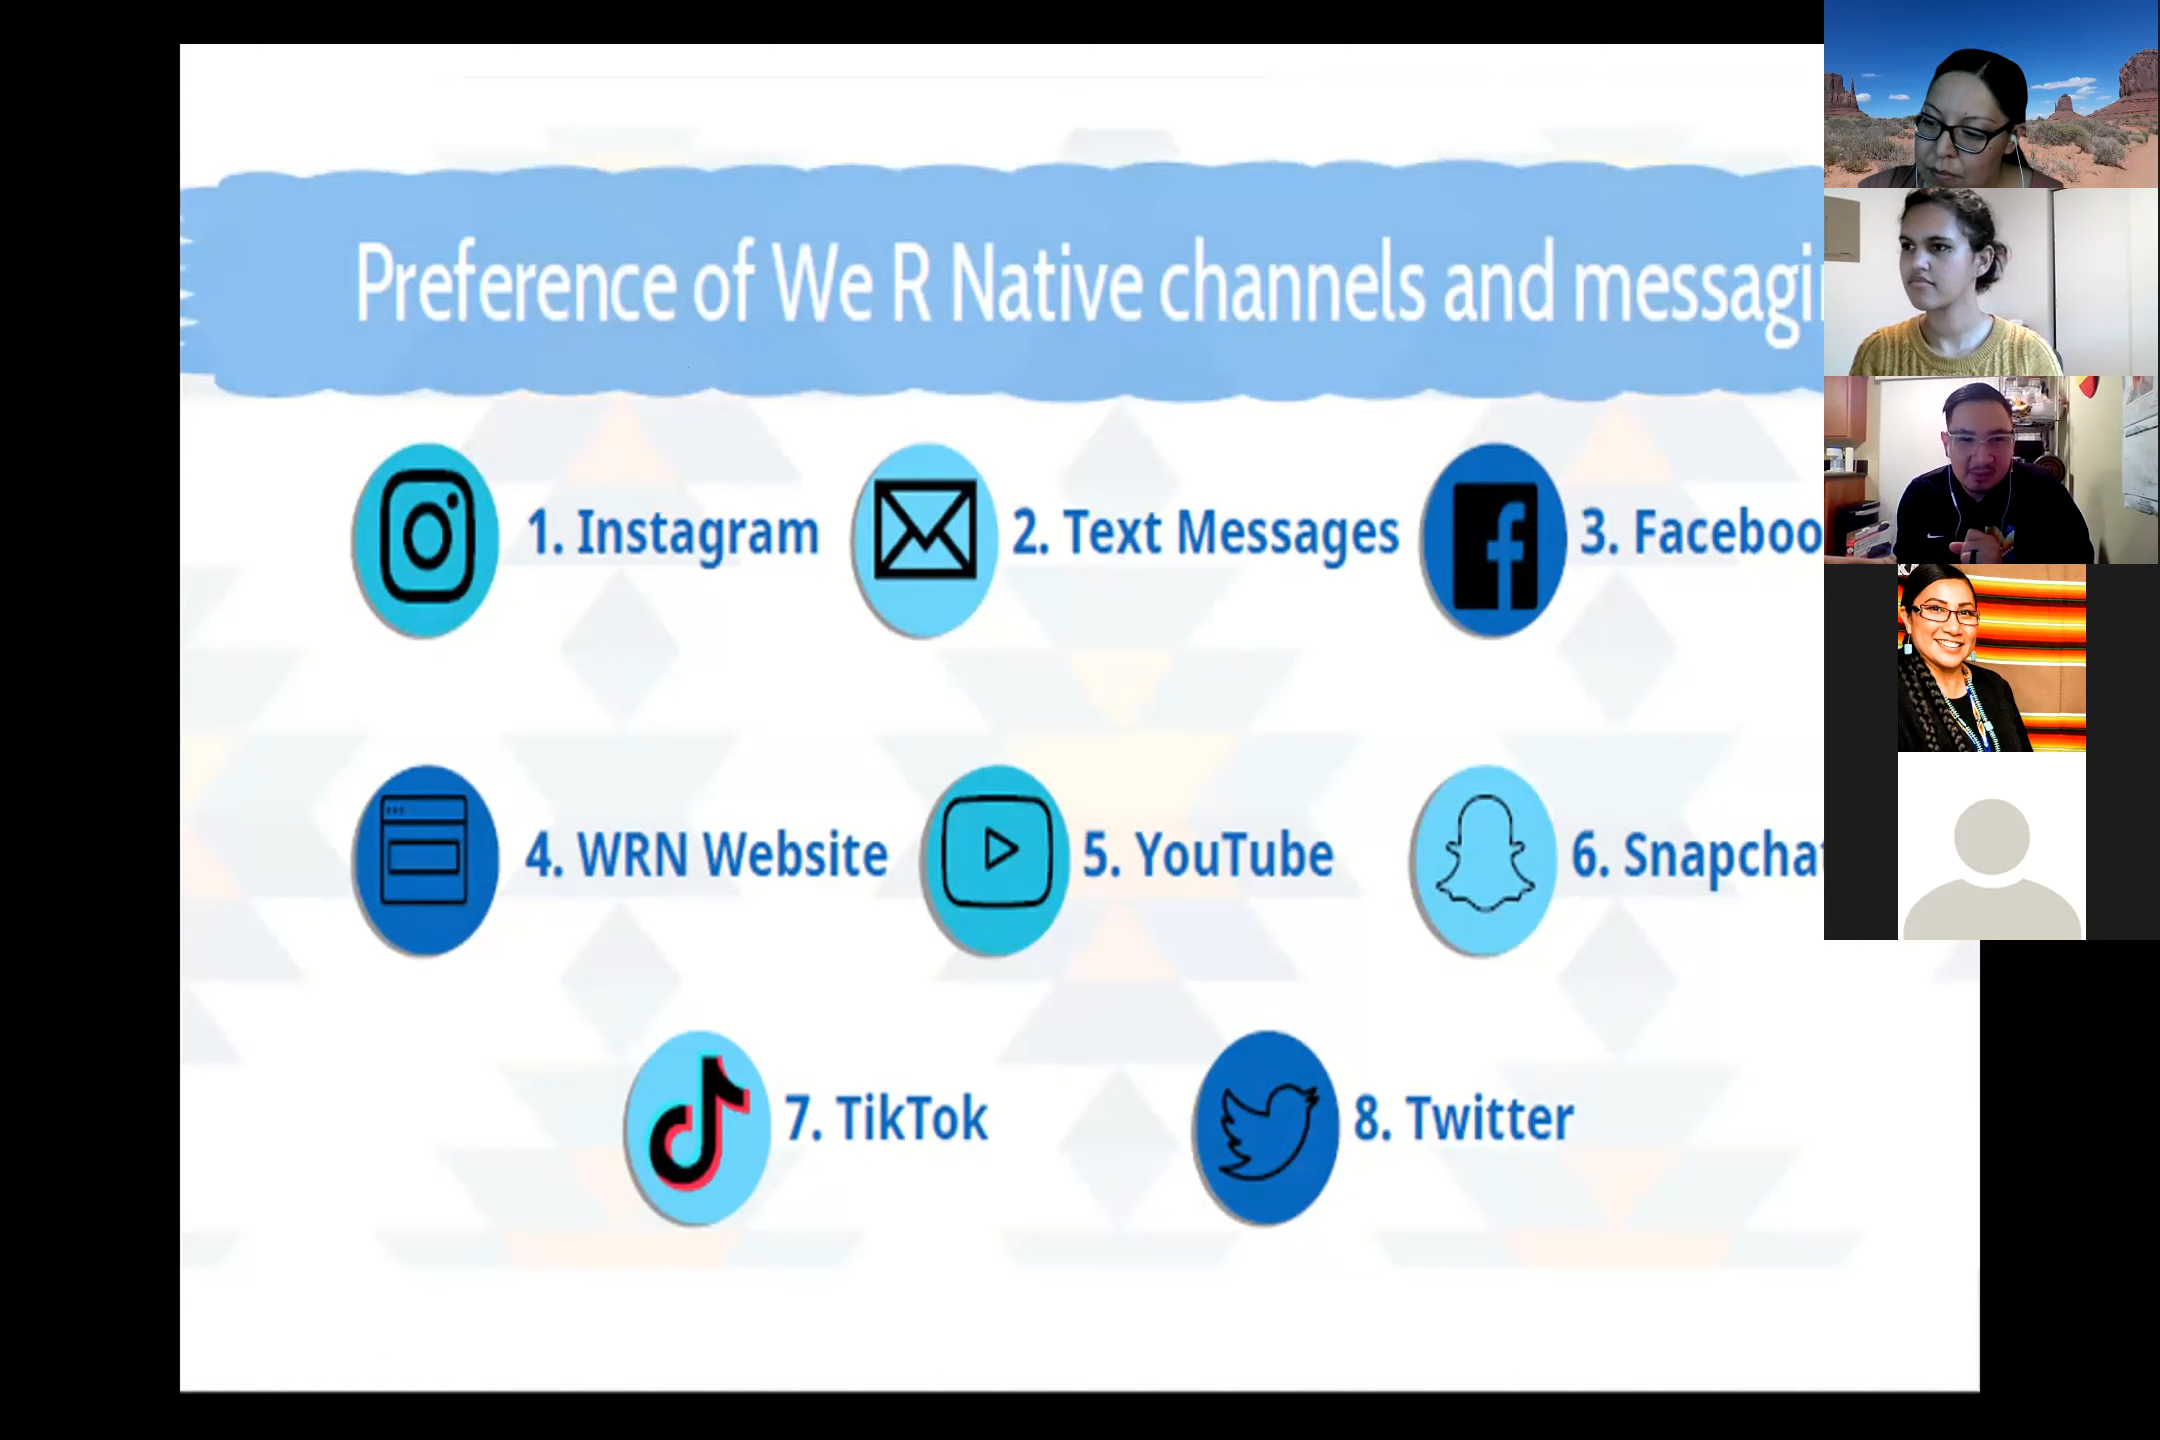 Preference of We R Native channels and messagi
1. Instagram 2. Text Messages 3. Faceboo
4. WRN Website 5. YouTube 6. Snapchat
7. TikTok 8. Twitter